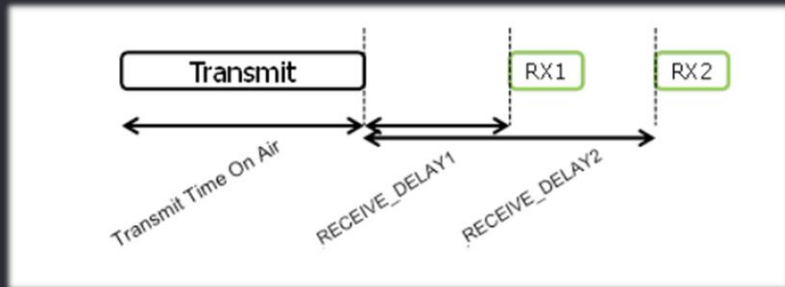 Transmit
RX1
RX2
Transmit Time On Air
RECEIVE_DELAY1
RECEIVE_DELAY2